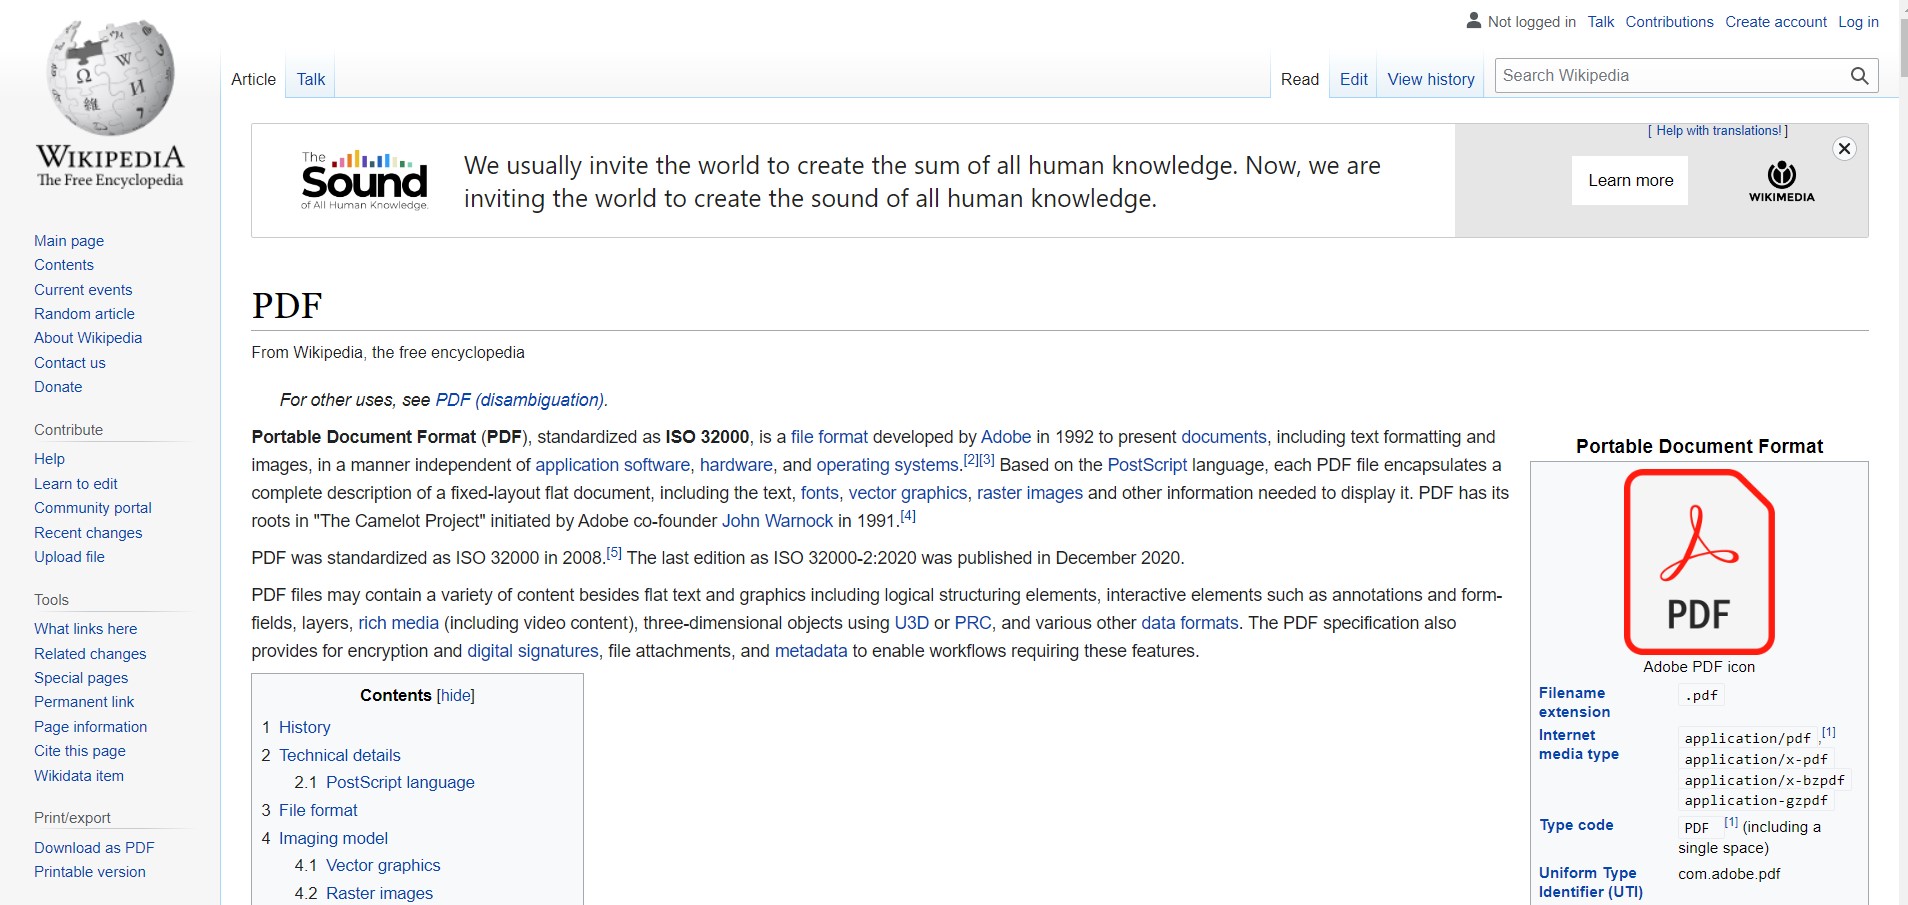 Not logged in Talk Contributions Create account Log in
Article Talk Read Edit View history Search Wikipedia
WIKIPEDIA
The Free Encyclopedia
Main page
Contents
Current events
Random article
About Wikipedia
Contact us
Donate
Contribute
Help
Learn to edit
Community portal
Recent changes
Upload file
Tools
What links here
Related changes
Special pages
Permanent link
Page information
Cite this page
Wikidata item
Print/export
Download as PDF
Printable version
[ Help with translations! ]
The
Sound
of All Human Knowledge.
We usually invite the world to create the sum of all human knowledge. Now, we are
inviting the world to create the sound of all human knowledge.
Learn more
WIKIMEDIA
PDF
From Wikipedia, the free encyclopedia
For other uses, see PDF (disambiguation).
Portable Document Format (PDF), standardized as ISO 32000, is a file format developed by Adobe in 1992 to present documents, including text formatting and
images, in a manner independent of application software, hardware, and operating systems.[2][3] Based on the PostScript language, each PDF file encapsulates a
complete description of a fixed-layout flat document, including the text, fonts, vector graphics, raster images and other information needed to display it. PDF has its
roots in "The Camelot Project" initiated by Adobe co-founder John Warnock in 1991.[4]
PDF was standardized as ISO 32000 in 2008.[5] The last edition as ISO 32000-2:2020 was published in December 2020.
PDF files may contain a variety of content besides flat text and graphics including logical structuring elements, interactive elements such as annotations and form-
fields, layers, rich media (including video content), three-dimensional objects using U3D or PRC, and various other data formats. The PDF specification also
provides for encryption and digital signatures, file attachments, and metadata to enable workflows requiring these features.
Contents [hide]
1 History
2 Technical details
2.1 PostScript language
3 File format
4 Imaging model
4.1 Vector graphics
4.2 Raster images
Portable Document Format
PDF
Adobe PDF icon
Filename .pdf
extension
Internet application/pdf ,[1]
media type application/x-pdf
application/x-bzpdf
application-gzpdf
Type code PDF [1] (including a
single space)
Uniform Type com.adobe.pdf
Identifier (UTI)